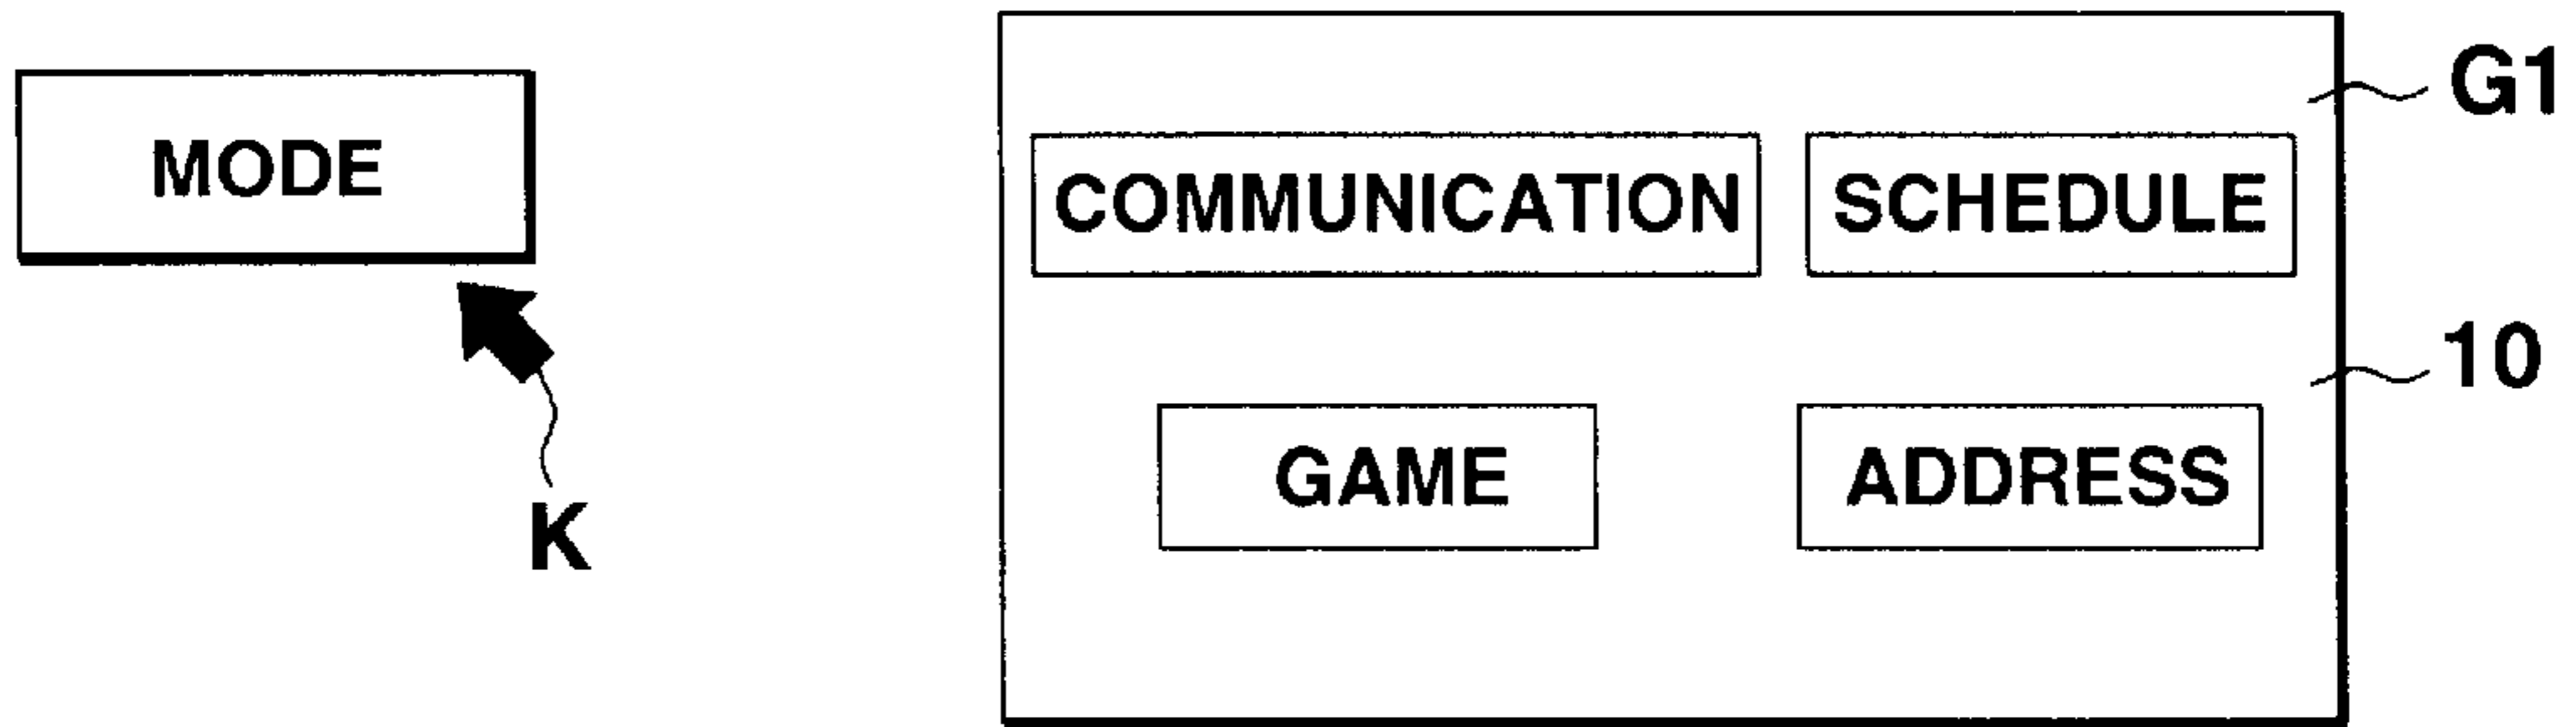 MODE
K
COMMUNICATION SCHEDULE
GAME ADDRESS
G1
10